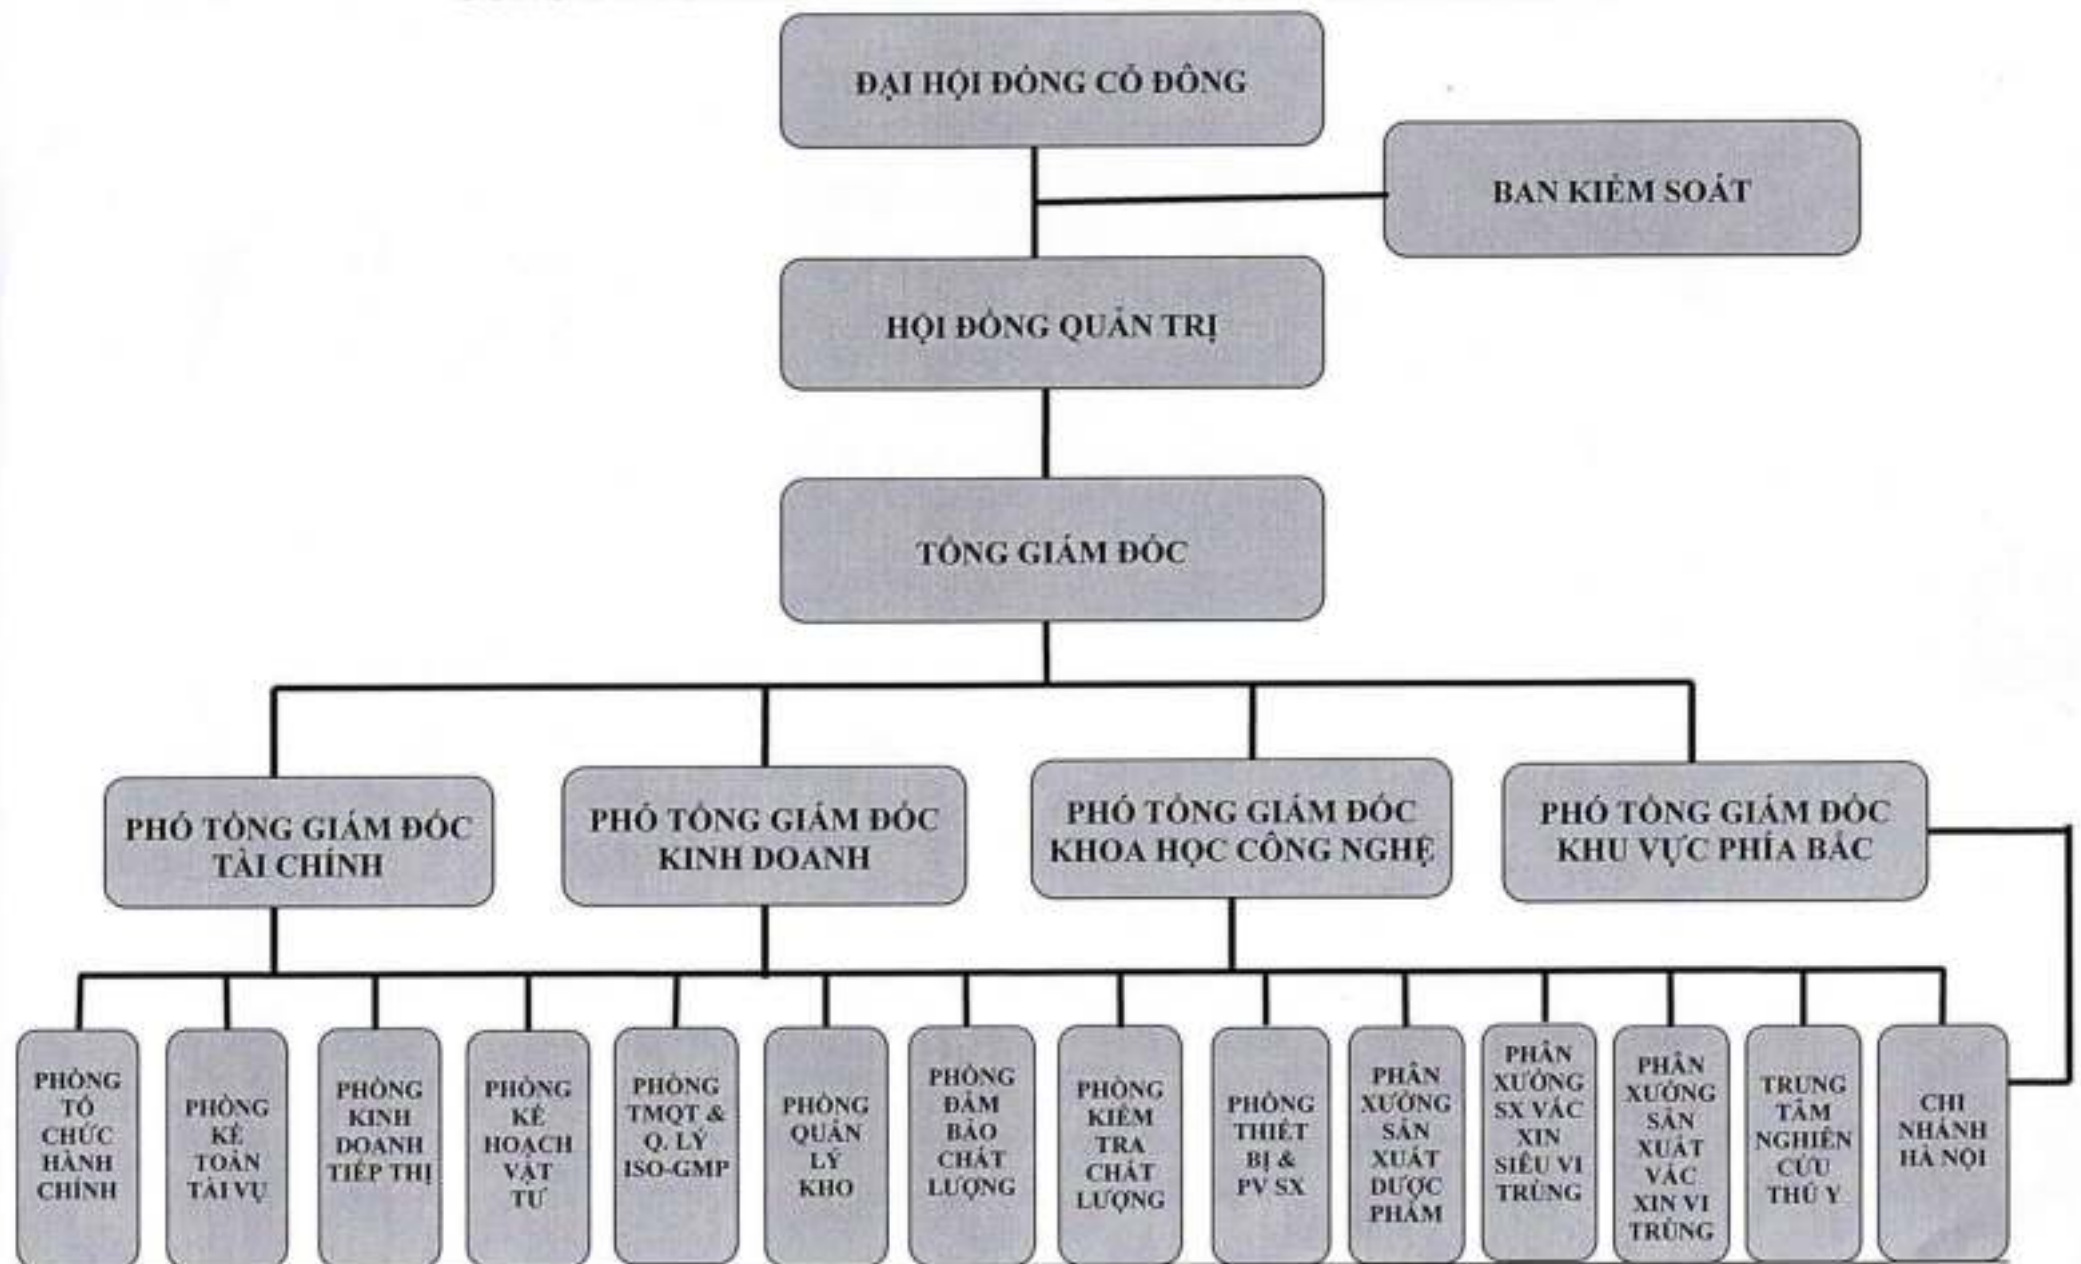 ĐẠI HỘI ĐỒNG CỔ ĐÔNG
BAN KIỂM SOÁT
HỘI ĐỒNG QUẢN TRỊ
TỔNG GIÁM ĐỐC
PHÓ TỔNG GIÁM ĐỐC
TÀI CHÍNH
PHÓ TỔNG GIÁM ĐỐC
KINH DOANH
PHÓ TỔNG GIÁM ĐỐC
KHOA HỌC CÔNG NGHỆ
PHÓ TỔNG GIÁM ĐỐC
KHU VỰC PHÍA BẮC
PHÒNG
TỔ
CHỨC
HÀNH
CHÍNH
PHÒNG
KẾ
TOÁN
TÀI VỤ
PHÒNG
KINH
DOANH
TIẾP THỊ
PHÒNG
KẾ
HOẠCH
VẬT
TƯ
PHÒNG
TMQT &
Q. LÝ
ISO-GMP
PHÒNG
QUẢN
LÝ
KHO
PHÒNG
ĐẢM
BẢO
CHẤT
LƯỢNG
PHÒNG
KIỂM
TRA
CHẤT
LƯỢNG
PHÒNG
THIẾT
BỊ &
PV SX
PHÂN
XƯỞNG
SẢN
XUẤT
DƯỢC
PHẨM
PHÂN
XƯỞNG
SX VẮC
XIN
SIÊU VI
TRÙNG
PHÂN
XƯỞNG
SẢN
XUẤT
VẮC
XIN VI
TRÙNG
TRUNG
TÂM
NGHIÊN
CỨU
THÚ Y
CHI
NHÁNH
HÀ NỘI